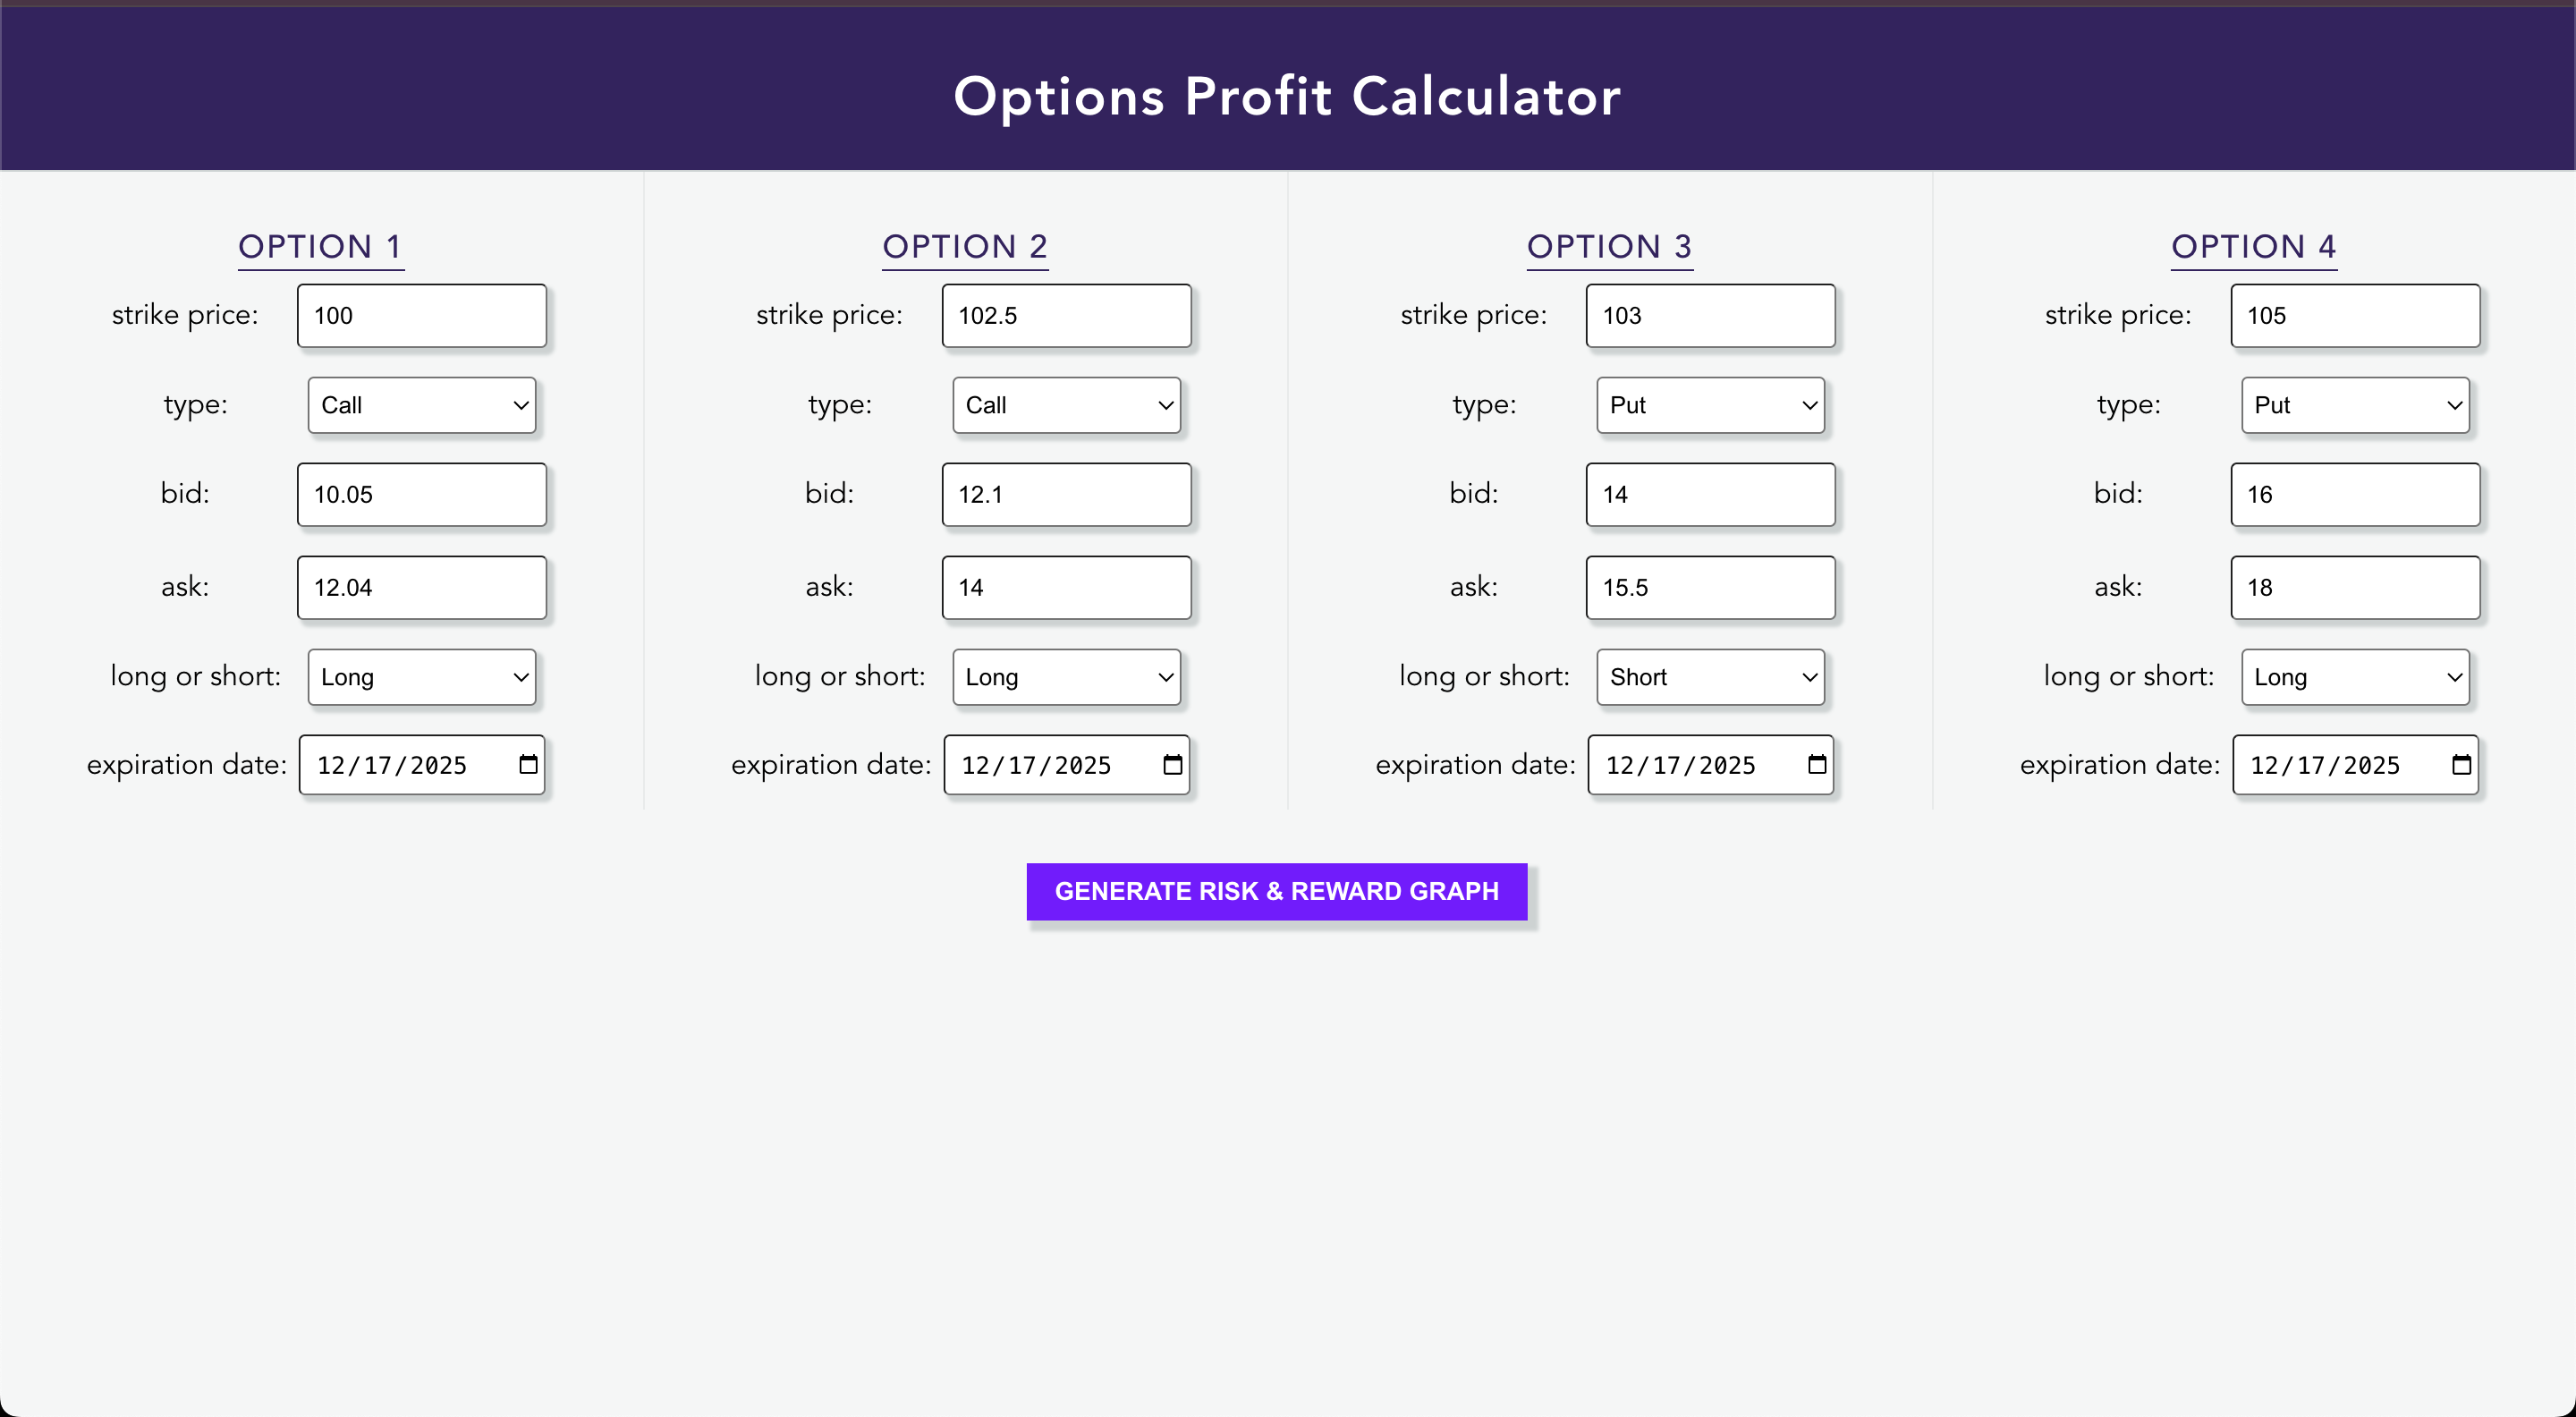 Options Profit Calculator
OPTION 1
strike price: 100
type: Call
bid: 10.05
ask: 12.04
long or short: Long
expiration date: 12/17/2025
OPTION 2
strike price: 102.5
type: Call
bid: 12.1
ask: 14
long or short: Long
expiration date: 12/17/2025
OPTION 3
strike price: 103
type: Put
bid: 14
ask: 15.5
long or short: Short
expiration date: 12/17/2025
OPTION 4
strike price: 105
type: Put
bid: 16
ask: 18
long or short: Long
expiration date: 12/17/2025
GENERATE RISK & REWARD GRAPH